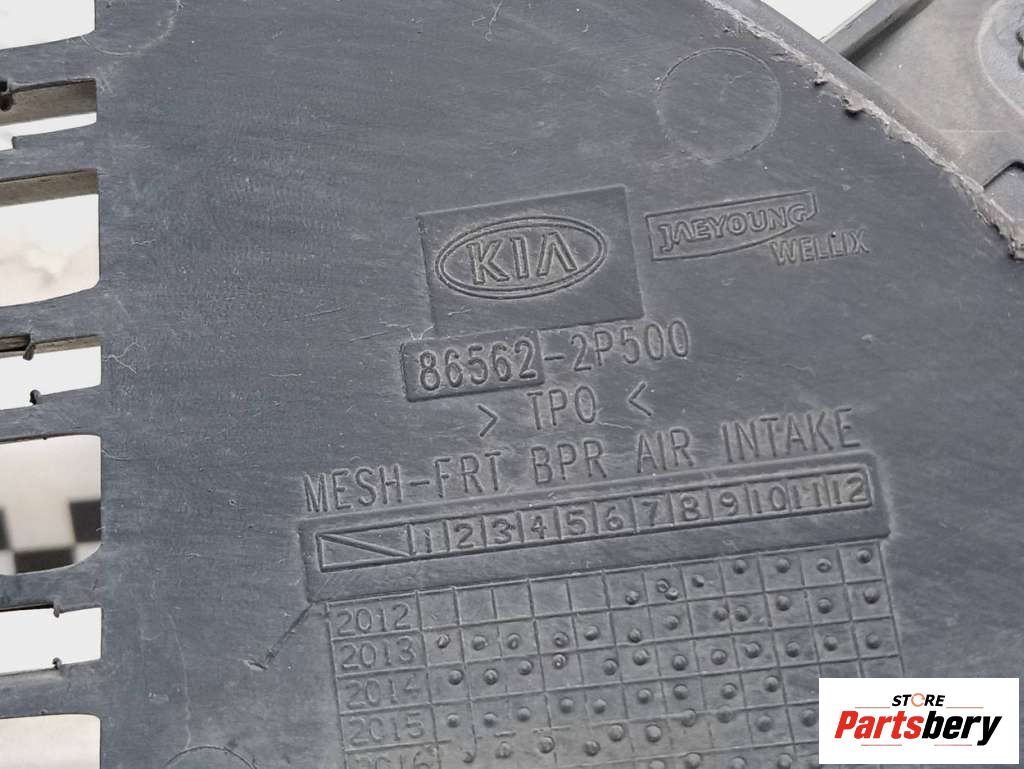 KIA
JAEYOUNG
WELLIX
86562-2P500
> TPO <
MESH-FRT BPR AIR INTAKE
1 2 3 4 5 6 7 8 9 10 11 12
2012
2013
2014
2015
2016
STORE
Partsbery